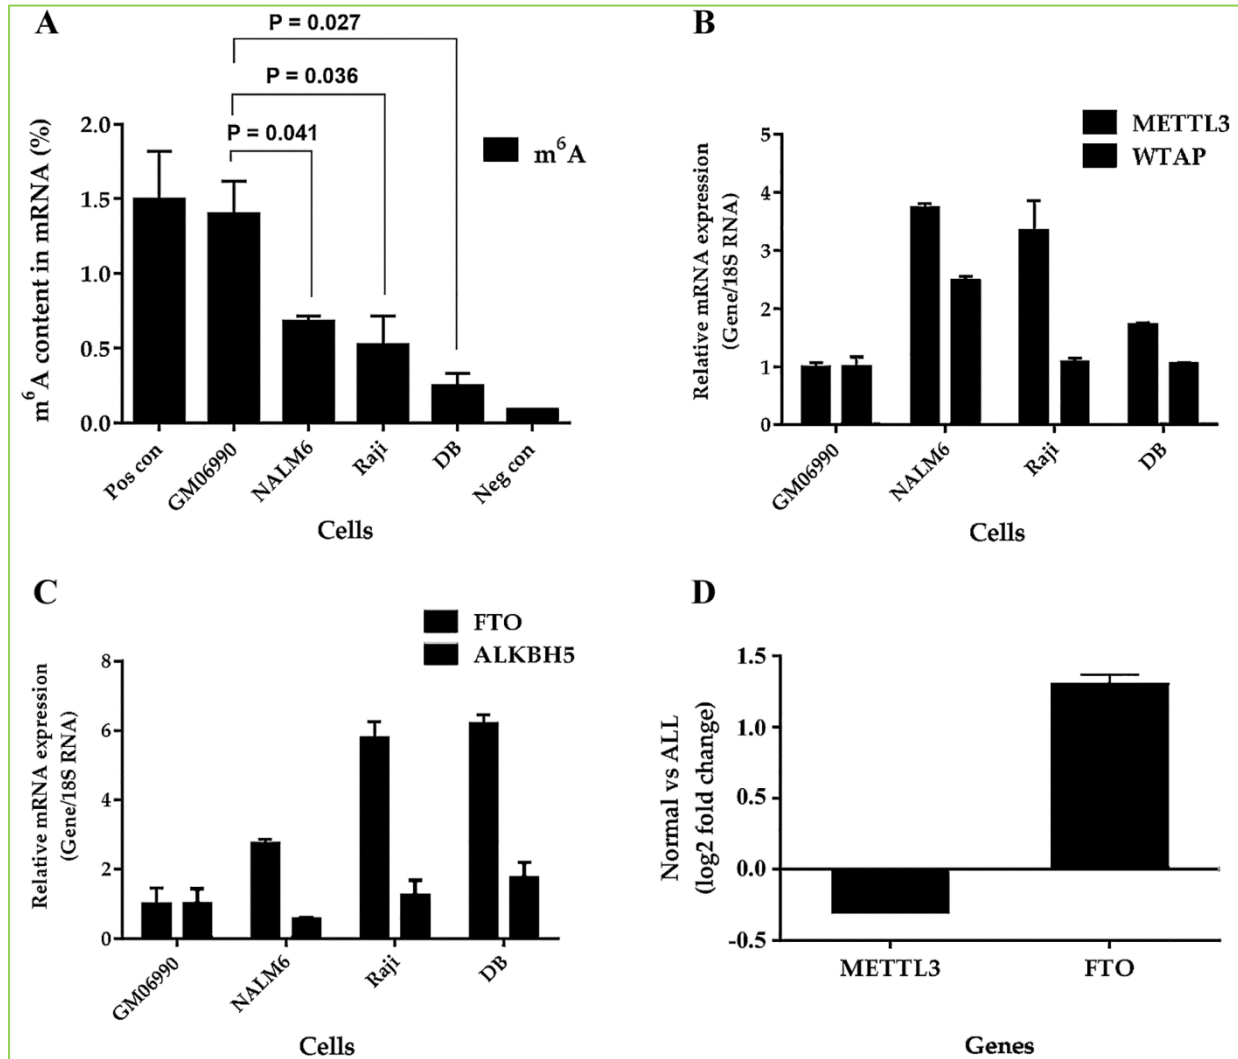 A
P = 0.027
P = 0.036
P = 0.041
m⁶A
m⁶A content in mRNA (%)
2.0
1.5
1.0
0.5
0.0
Pos con
GM06990
NALM6
Raji
DB
Neg con
Cells
B
METTL3
WTAP
Relative mRNA expression
(Gene/18S RNA)
5
4
3
2
1
0
GM06990
NALM6
Raji
DB
Cells
C
FTO
ALKBH5
Relative mRNA expression
(Gene/18S RNA)
8
6
4
2
0
GM06990
NALM6
Raji
DB
Cells
D
Normal vs ALL
(log2 fold change)
1.5
1.0
0.5
0.0
-0.5
METTL3
FTO
Genes